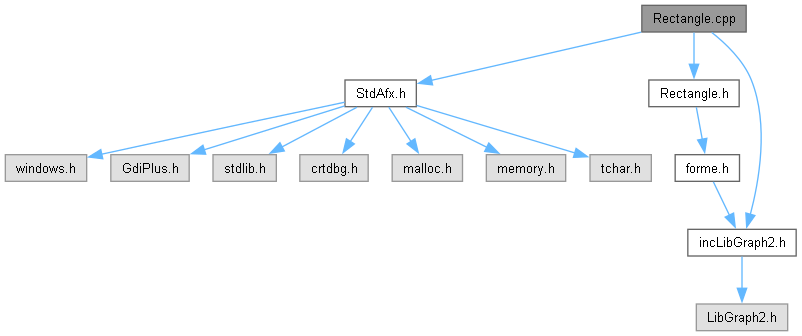 Rectangle.cpp
StdAfx.h
Rectangle.h
windows.h
GdiPlus.h
stdlib.h
crtdbg.h
malloc.h
memory.h
tchar.h
forme.h
incLibGraph2.h
LibGraph2.h